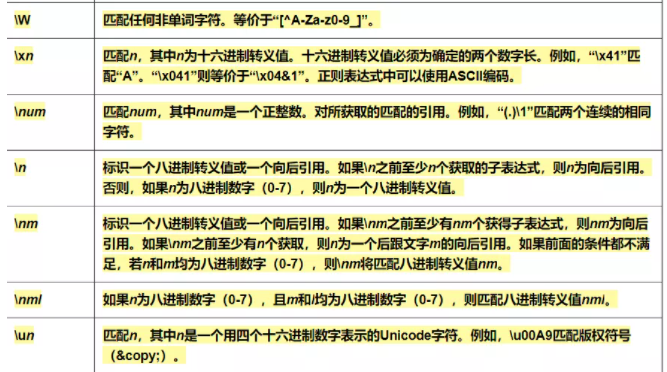 \W 匹配任何非单词字符。等价于“[^A-Za-z0-9_]”。
\xn 匹配n，其中n为十六进制转义值。十六进制转义值必须为确定的两个数字长。例如，“\x41”匹
配“A”。“\x041”则等价于“\x04&1”。正则表达式中可以使用ASCII编码。
\num 匹配num，其中num是一个正整数。对所获取的匹配的引用。例如，“(.)\1”匹配两个连续的相同
字符。
\n 标识一个八进制转义值或一个向后引用。如果\n之前至少n个获取的子表达式，则n为向后引用。
否则，如果n为八进制数字（0-7），则n为一个八进制转义值。
\nm 标识一个八进制转义值或一个向后引用。如果\nm之前至少有nm个获得子表达式，则nm为向后
引用。如果\nm之前至少有n个获取，则n为一个后跟文字m的向后引用。如果前面的条件都不满
足，若n和m均为八进制数字（0-7），则\nm将匹配八进制转义值nm。
\nml 如果n为八进制数字（0-7），且m和l均为八进制数字（0-7），则匹配八进制转义值nml。
\un 匹配n，其中n是一个用四个十六进制数字表示的Unicode字符。例如，\u00A9匹配版权符号
（&copy;）。